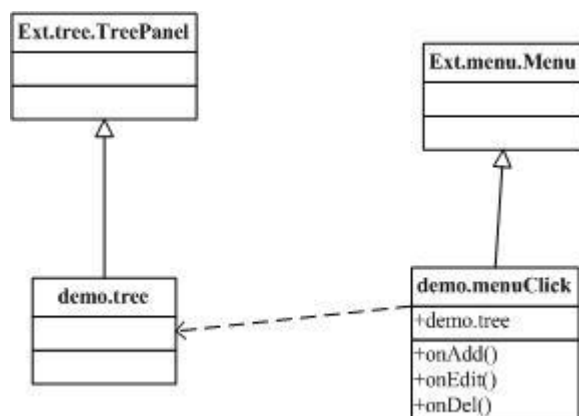 Ext.tree.TreePanel
Ext.menu.Menu
demo.tree
demo.menuClick
+demo.tree
+onAdd()
+onEdit()
+onDel()